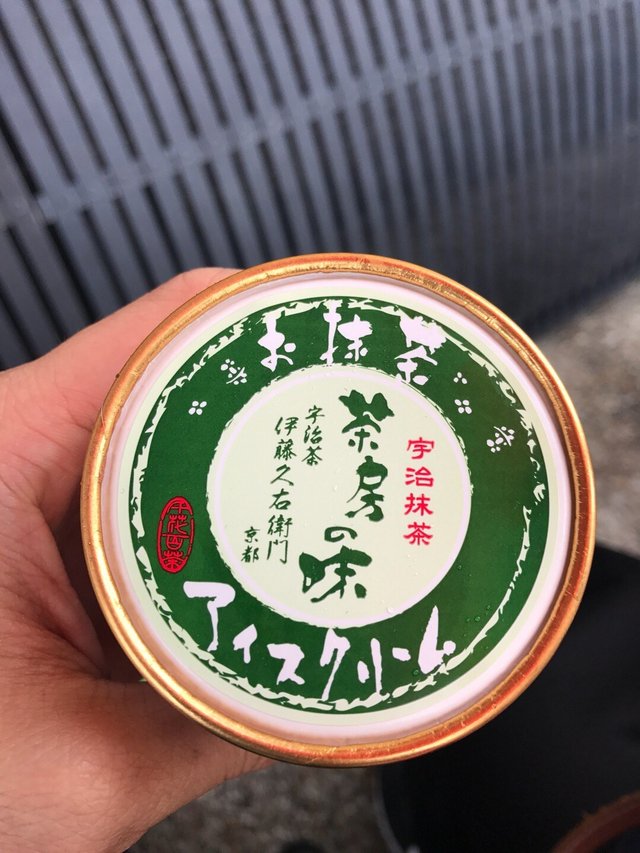 お抹茶
宇治抹茶
茶房の味
宇治茶
伊藤久右衛門
京都
アイスクリーム